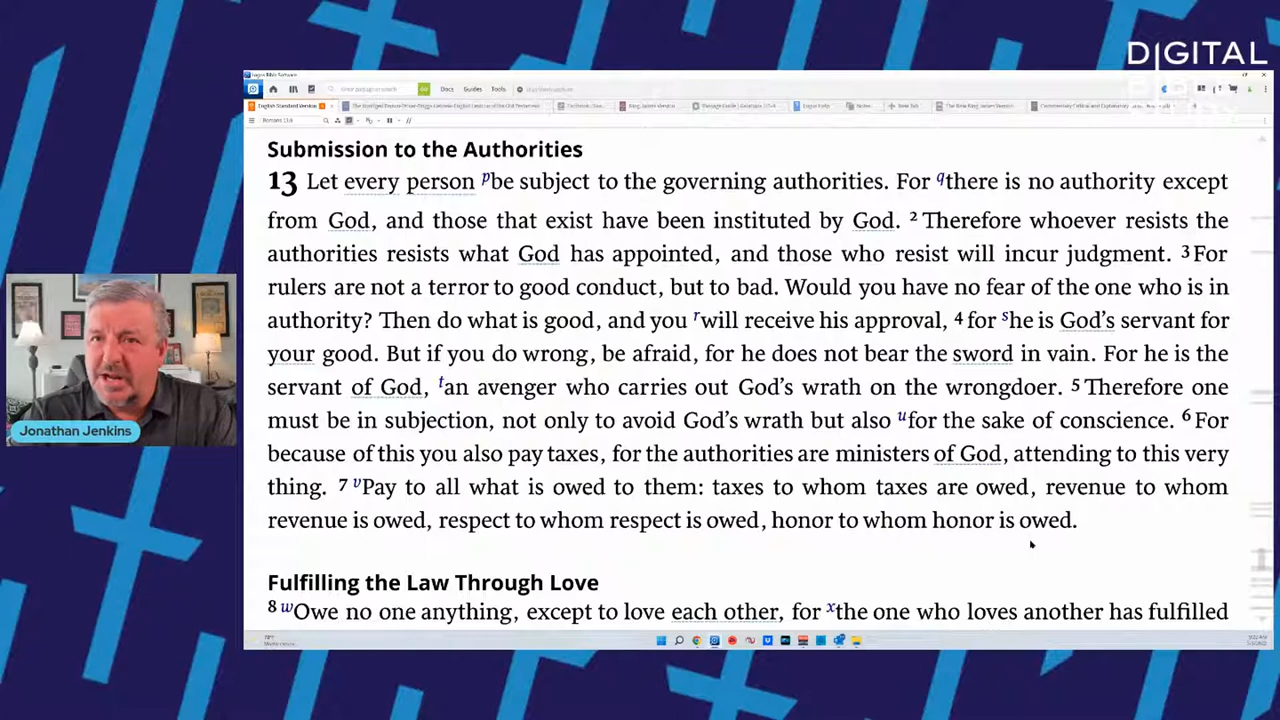 DIGITAL
Logos Bible Software
Docs Guides Tools
English Standard Version
Submission to the Authorities
13 Let every person pbe subject to the governing authorities. For qthere is no authority except
from God, and those that exist have been instituted by God. 2 Therefore whoever resists the
authorities resists what God has appointed, and those who resist will incur judgment. 3 For
rulers are not a terror to good conduct, but to bad. Would you have no fear of the one who is in
authority? Then do what is good, and you rwill receive his approval, 4 for she is God’s servant for
your good. But if you do wrong, be afraid, for he does not bear the sword in vain. For he is the
servant of God, tan avenger who carries out God’s wrath on the wrongdoer. 5 Therefore one
must be in subjection, not only to avoid God’s wrath but also ufor the sake of conscience. 6 For
because of this you also pay taxes, for the authorities are ministers of God, attending to this very
thing. 7 vPay to all what is owed to them: taxes to whom taxes are owed, revenue to whom
revenue is owed, respect to whom respect is owed, honor to whom honor is owed.
Fulfilling the Law Through Love
8 wOwe no one anything, except to love each other, for xthe one who loves another has fulfilled
Jonathan Jenkins